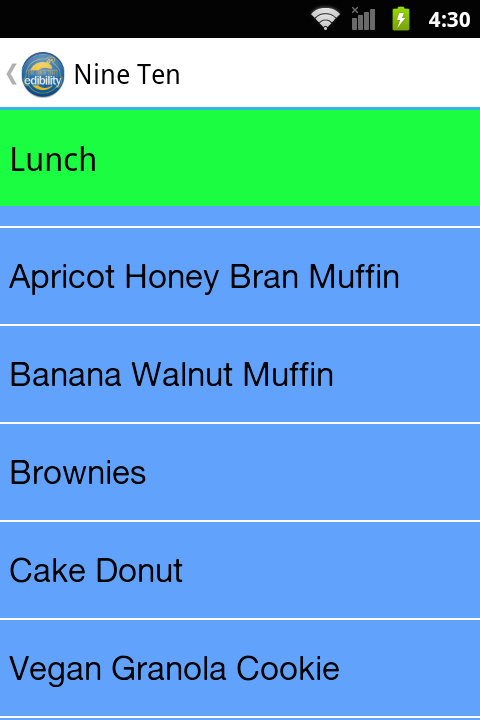 4:30
edibility
Nine Ten
Lunch
Apricot Honey Bran Muffin
Banana Walnut Muffin
Brownies
Cake Donut
Vegan Granola Cookie